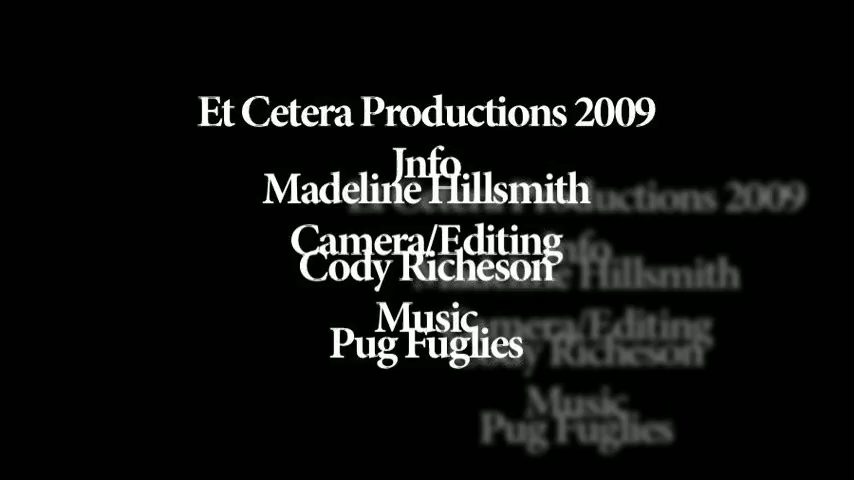 Et Cetera Productions 2009
Info
Madeline Hillsmith
Camera/Editing
Cody Richeson
Music
Pug Fuglies